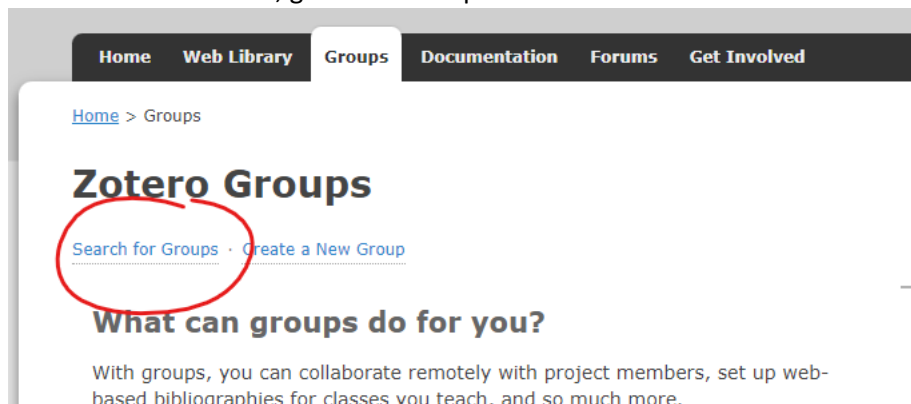 Home Web Library Groups Documentation Forums Get Involved
Home > Groups
Zotero Groups
Search for Groups · Create a New Group
What can groups do for you?
With groups, you can collaborate remotely with project members, set up web-
based bibliographies for classes you teach, and so much more.